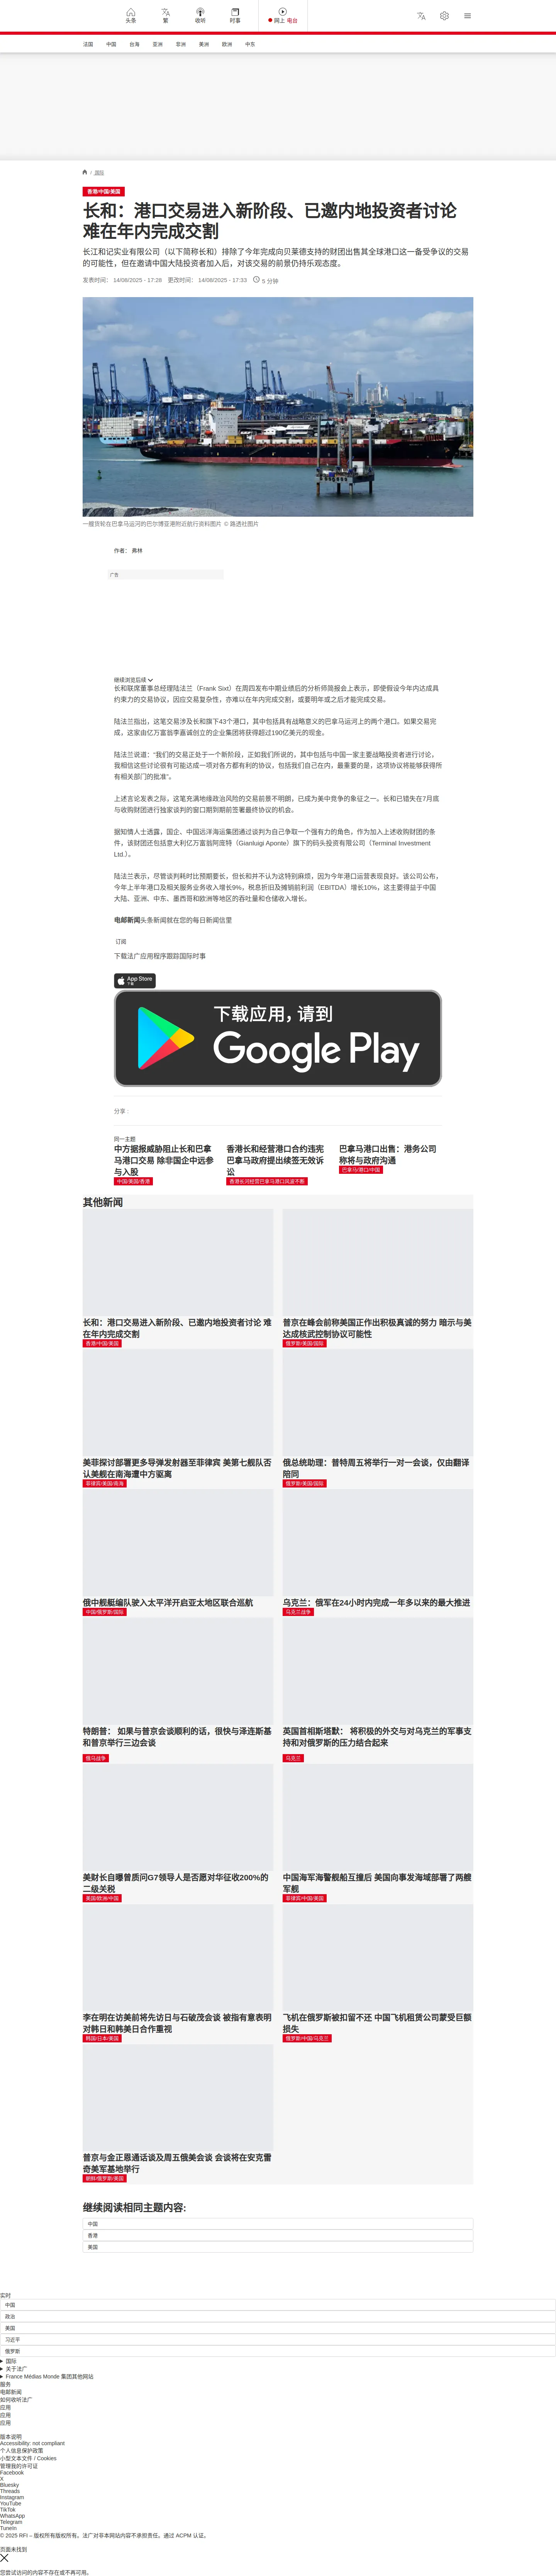 头条
繁
收听
时事
网上 电台
法国
中国
台海
亚洲
非洲
美洲
欧洲
中东
国际
香港/中国/美国
长和：港口交易进入新阶段、已邀内地投资者讨论
难在年内完成交割
长江和记实业有限公司（以下简称长和）排除了今年完成向贝莱德支持的财团出售其全球港口这一备受争议的交易
的可能性，但在邀请中国大陆投资者加入后，对该交易的前景仍持乐观态度。
发表时间： 14/08/2025 - 17:28 更改时间： 14/08/2025 - 17:33 5 分钟
一艘货轮在巴拿马运河的巴尔博亚港附近航行资料图片 © 路透社图片
作者： 弗林
广告
继续浏览后续
长和联席董事总经理陆法兰（Frank Sixt）在周四发布中期业绩后的分析师简报会上表示，即使假设今年内达成具
约束力的交易协议，因应交易复杂性，亦难以在年内完成交割，或要明年或之后才能完成交易。
陆法兰指出，这笔交易涉及长和旗下43个港口，其中包括具有战略意义的巴拿马运河上的两个港口。如果交易完
成，这家由亿万富翁李嘉诚创立的企业集团将获得超过190亿美元的现金。
陆法兰说道：“我们的交易正处于一个新阶段，正如我们所说的，其中包括与中国一家主要战略投资者进行讨论，
我相信这些讨论很有可能达成一项对各方都有利的协议，包括我们自己在内，最重要的是，这项协议将能够获得所
有相关部门的批准”。
上述言论发表之际，这笔充满地缘政治风险的交易前景不明朗，已成为美中竞争的象征之一。长和已错失在7月底
与收购财团进行独家谈判的窗口期到期前签署最终协议的机会。
据知情人士透露，国企、中国远洋海运集团通过谈判为自己争取一个强有力的角色。作为加入上述收购财团的条
件，该财团还包括意大利亿万富翁阿庞特（Gianluigi Aponte）旗下的码头投资有限公司（Terminal Investment
Ltd.）。
陆法兰表示，尽管谈判耗时比预期要长，但长和并不认为这特别麻烦，因为今年港口运营表现良好。该公司公布，
今年上半年港口及相关服务业务收入增长9%，税息折旧及摊销前利润（EBITDA）增长10%，这主要得益于中国
大陆、亚洲、中东、墨西哥和欧洲等地区的吞吐量和仓储收入增长。
电邮新闻头条新闻就在您的每日新闻信里
订阅
下载法广应用程序跟踪国际时事
App Store
下载
下载应用，请到
Google Play
分享 :
同一主题
中方据报威胁阻止长和巴拿
马港口交易 除非国企中远参
与入股
中国/美国/香港
香港长和经营港口合约违宪
巴拿马政府提出续签无效诉
讼
香港长河经营巴拿马港口风波不断
巴拿马港口出售：港务公司
称将与政府沟通
巴拿马/港口/中国
其他新闻
长和：港口交易进入新阶段、已邀内地投资者讨论 难
在年内完成交割
香港/中国/美国
普京在峰会前称美国正作出积极真诚的努力 暗示与美
达成核武控制协议可能性
俄罗斯/美国/国际
美菲探讨部署更多导弹发射器至菲律宾 美第七舰队否
认美舰在南海遭中方驱离
菲律宾/美国/南海
俄总统助理：普特周五将举行一对一会谈，仅由翻译
陪同
俄罗斯/美国/国际
俄中舰艇编队驶入太平洋开启亚太地区联合巡航
中国/俄罗斯/国际
乌克兰：俄军在24小时内完成一年多以来的最大推进
马克兰战争
特朗普： 如果与普京会谈顺利的话，很快与泽连斯基
和普京举行三边会谈
俄乌战争
英国首相斯塔默： 将积极的外交与对乌克兰的军事支
持和对俄罗斯的压力结合起来
乌克兰
美财长自曝曾质问G7领导人是否愿对华征收200%的
二级关税
美国/欧洲/中国
中国海军海警舰船互撞后 美国向事发海域部署了两艘
军舰
菲律宾/中国/美国
李在明在访美前将先访日与石破茂会谈 被指有意表明
对韩日和韩美日合作重视
韩国/日本/美国
飞机在俄罗斯被扣留不还 中国飞机租赁公司蒙受巨额
损失
俄罗斯/中国/乌克兰
普京与金正恩通话谈及周五俄美会谈 会谈将在安克雷
奇美军基地举行
朝鲜/俄罗斯/美国
继续阅读相同主题内容:
中国
香港
美国
实时
中国
政治
美国
习近平
俄罗斯
国际
关于法广
France Médias Monde 集团其他网站
服务
电邮新闻
如何收听法广
应用
应用
应用
版本说明
Accessibility: not compliant
个人信息保护政策
小型文本文件 / Cookies
管理我的许可证
Facebook
X
Bluesky
Threads
Instagram
YouTube
TikTok
WhatsApp
Telegram
TuneIn
© 2025 RFI – 版权所有版权所有。法广对非本网站内容不承担责任。通过 ACPM 认证。
页面未找到
您尝试访问的内容不存在或不再可用。